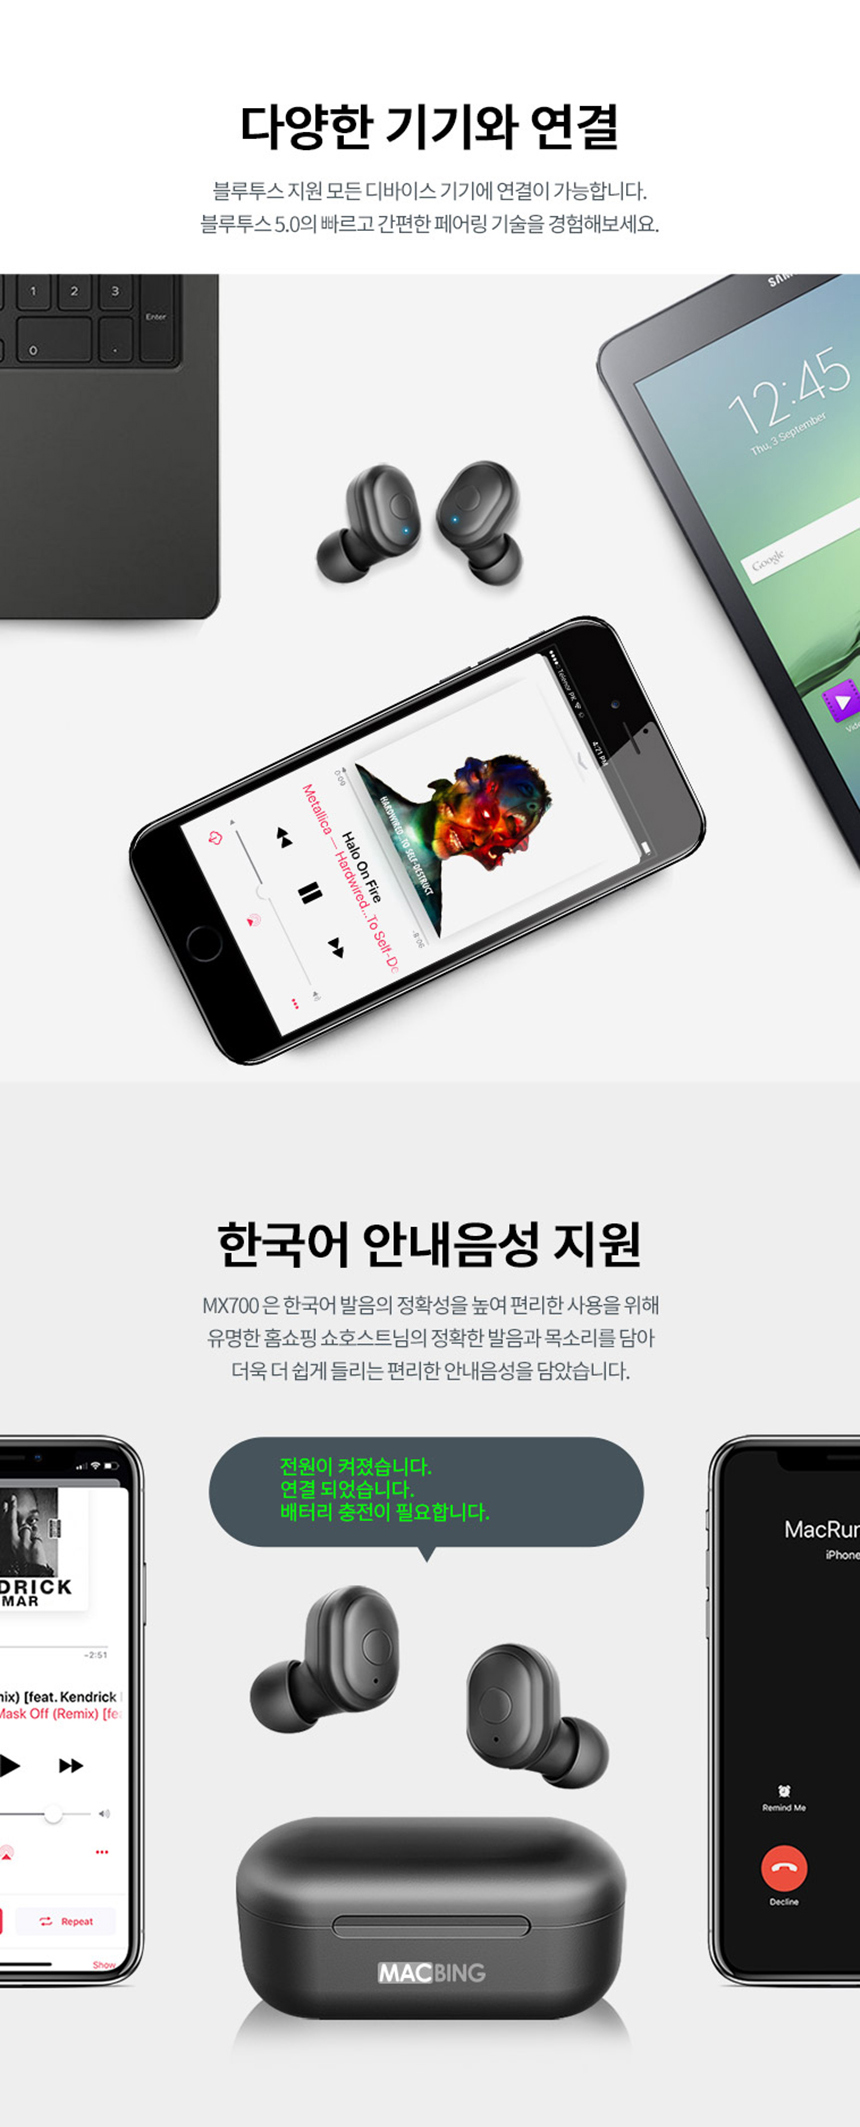 다양한 기기와 연결
블루투스 지원 모든 디바이스 기기에 연결이 가능합니다.
블루투스 5.0의 빠르고 간편한 페어링 기술을 경험해보세요.
1 2 3
Enter
0 .
12:45
Thu, 3 September
Google
Telenor PK
4:21 PM
HARDWIRED...TO SELF-DESTRUCT
0:00
-8:06
Halo On Fire
Metallica — Hardwired...To Self-De
한국어 안내음성 지원
MX700 은 한국어 발음의 정확성을 높여 편리한 사용을 위해
유명한 홈쇼핑 쇼호스트님의 정확한 발음과 목소리를 담아
더욱 더 쉽게 들리는 편리한 안내음성을 담았습니다.
전원이 켜졌습니다.
연결 되었습니다.
배터리 충전이 필요합니다.
DRICK
MAR
-2:51
ix) [feat. Kendrick
Mask Off (Remix) [fe
Repeat
Show
MacRu
iPhone
Remind Me
Decline
MACBING